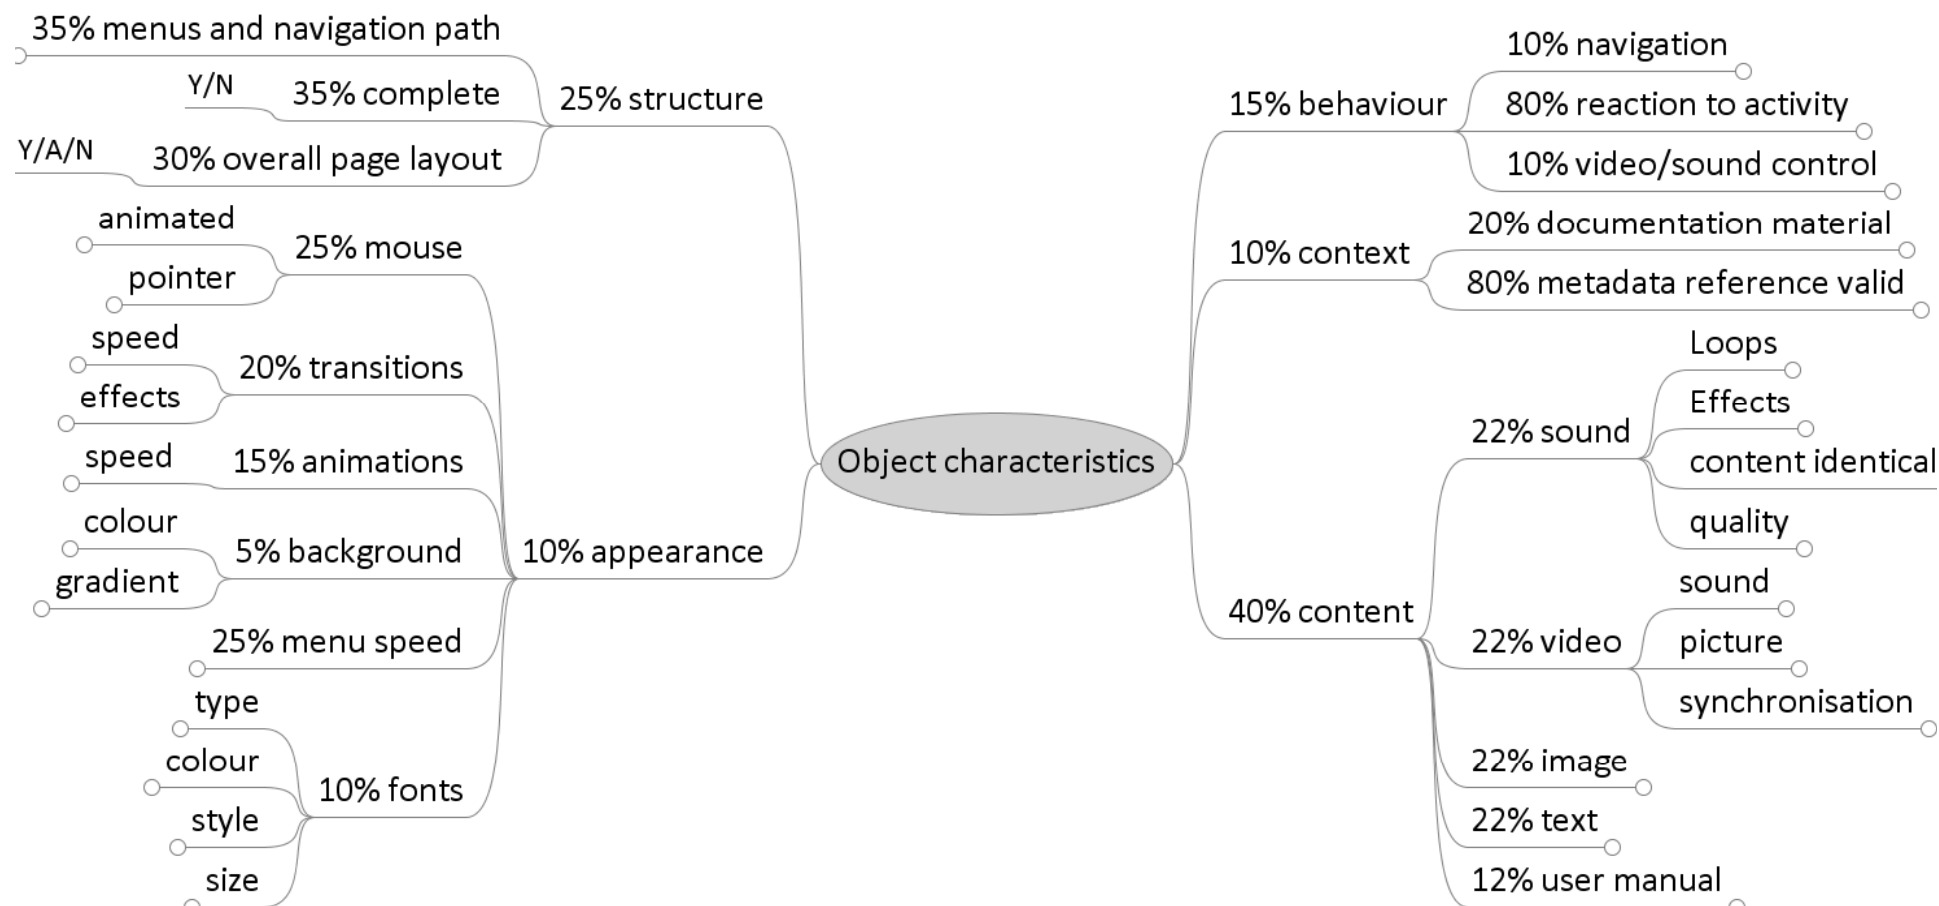 35% menus and navigation path
Y/N
35% complete
25% structure
Y/A/N
30% overall page layout
animated
25% mouse
pointer
speed
20% transitions
effects
speed
15% animations
colour
5% background
gradient
10% appearance
25% menu speed
type
colour
10% fonts
style
size
Object characteristics
15% behaviour
10% navigation
80% reaction to activity
10% video/sound control
10% context
20% documentation material
80% metadata reference valid
40% content
22% sound
Loops
Effects
content identical
quality
22% video
sound
picture
synchronisation
22% image
22% text
12% user manual